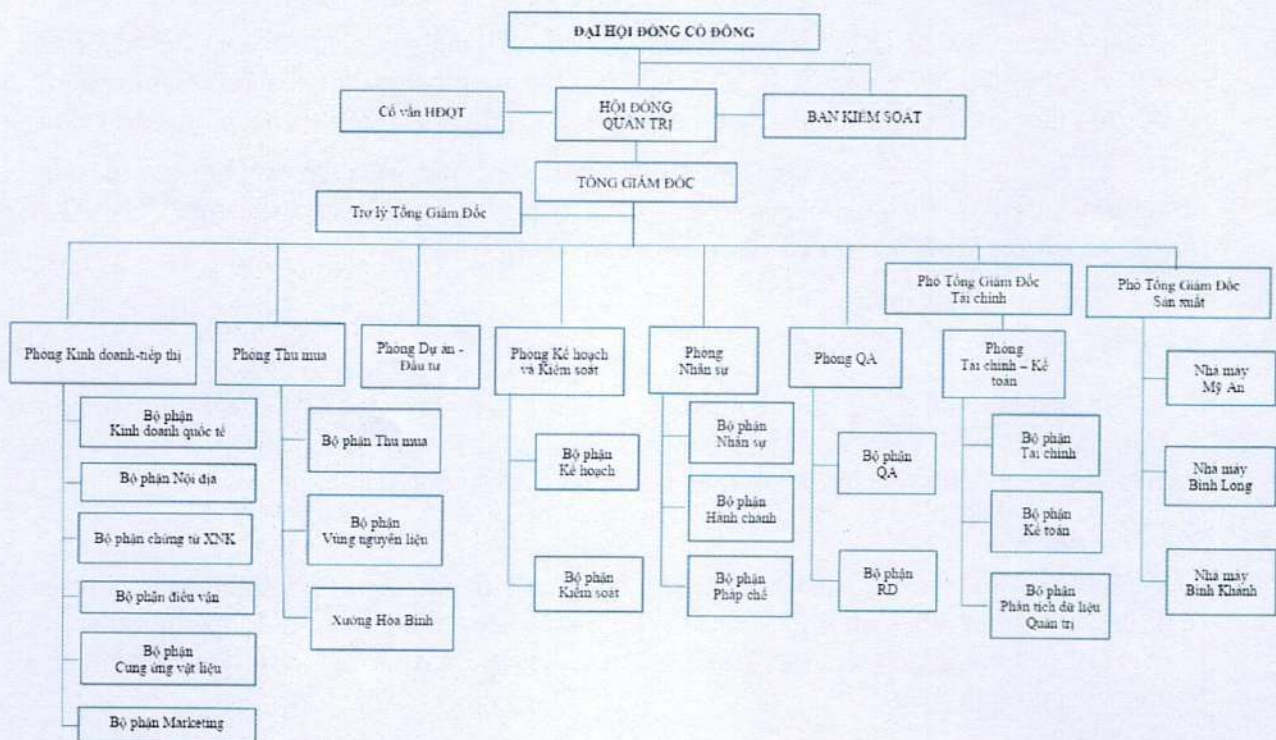 ĐẠI HỘI ĐỒNG CỔ ĐÔNG
Cố vấn HĐQT
HỘI ĐỒNG
QUẢN TRỊ
BAN KIỂM SOÁT
TỔNG GIÁM ĐỐC
Trợ lý Tổng Giám Đốc
Phó Tổng Giám Đốc
Tài chính
Phó Tổng Giám Đốc
Sản xuất
Phòng Kinh doanh-tiếp thị
Phòng Thu mua
Phòng Dự án -
Đầu tư
Phòng Kế hoạch
và Kiểm soát
Phòng
Nhân sự
Phòng QA
Phòng
Tài chính – Kế
toán
Nhà máy
Mỹ An
Bộ phận
Kinh doanh quốc tế
Bộ phận Nội địa
Bộ phận chứng từ XNK
Bộ phận điều vận
Bộ phận
Cung ứng vật liệu
Bộ phận Marketing
Bộ phận Thu mua
Bộ phận
Vùng nguyên liệu
Xưởng Hòa Bình
Bộ phận
Kế hoạch
Bộ phận
Kiểm soát
Bộ phận
Nhân sự
Bộ phận
Hành chánh
Bộ phận
Pháp chế
Bộ phận
QA
Bộ phận
RD
Bộ phận
Tài chính
Bộ phận
Kế toán
Bộ phận
Phân tích dữ liệu
Quản trị
Nhà máy
Bình Long
Nhà máy
Bình Khánh